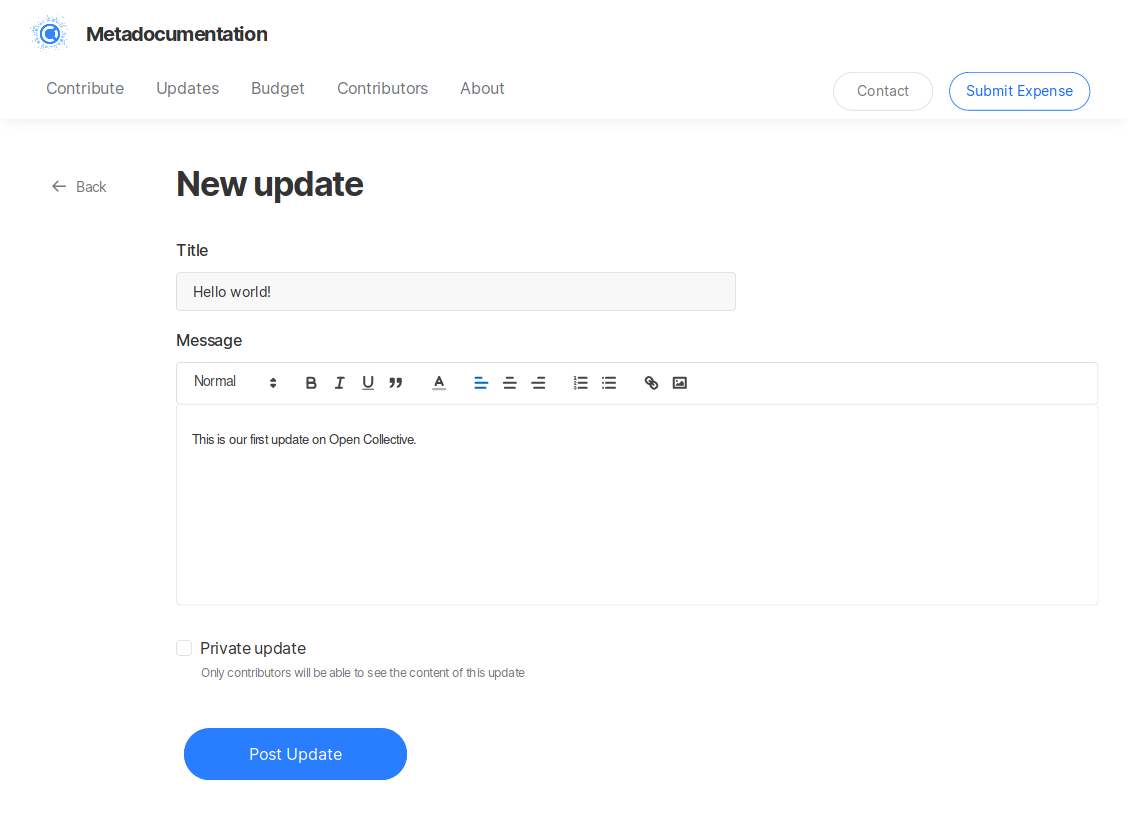 Metadocumentation
Contribute Updates Budget Contributors About Contact Submit Expense
Back
New update
Title
Hello world!
Message
Normal B I U ” A
This is our first update on Open Collective.
Private update
Only contributors will be able to see the content of this update
Post Update